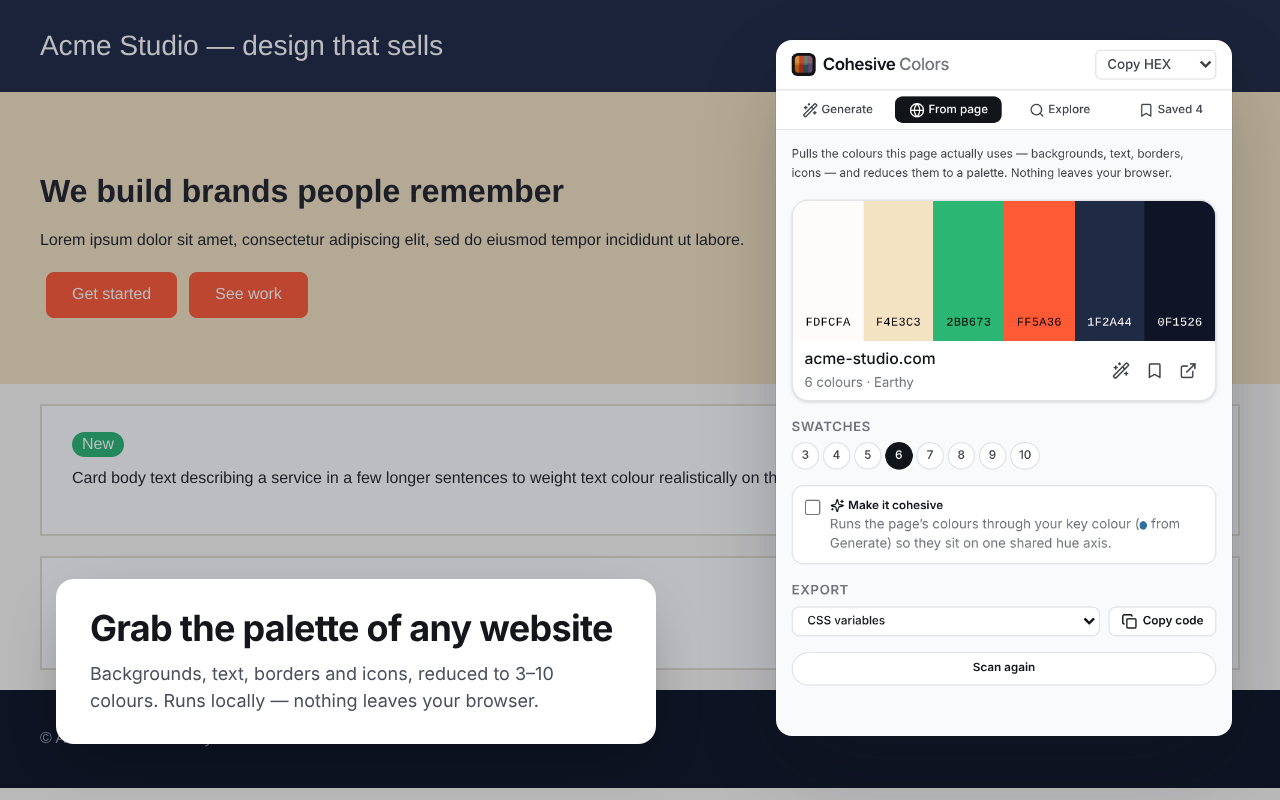 Acme Studio — design that sells
We build brands people remember
Lorem ipsum dolor sit amet, consectetur adipiscing elit, sed do eiusmod tempor incididunt ut labore.
Get started
See work
New
Card body text describing a service in a few longer sentences to weight text colour realistically on th
Grab the palette of any website
Backgrounds, text, borders and icons, reduced to 3–10
colours. Runs locally — nothing leaves your browser.
©
Cohesive Colors
Copy HEX
Generate
From page
Explore
Saved 4
Pulls the colours this page actually uses — backgrounds, text, borders,
icons — and reduces them to a palette. Nothing leaves your browser.
FDFCFA F4E3C3 2BB673 FF5A36 1F2A44 0F1526
acme-studio.com
6 colours · Earthy
SWATCHES
3 4 5 6 7 8 9 10
Make it cohesive
Runs the page's colours through your key colour ( from
Generate) so they sit on one shared hue axis.
EXPORT
CSS variables
Copy code
Scan again